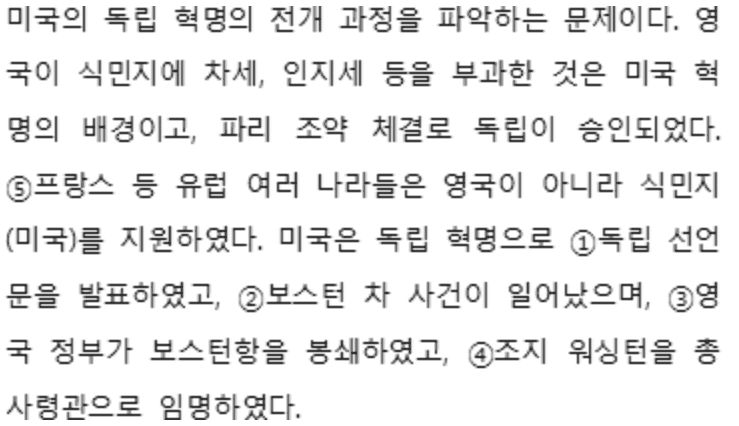 미국의 독립 혁명의 전개 과정을 파악하는 문제이다. 영
국이 식민지에 차세, 인지세 등을 부과한 것은 미국 혁
명의 배경이고, 파리 조약 체결로 독립이 승인되었다.
⑤프랑스 등 유럽 여러 나라들은 영국이 아니라 식민지
(미국)를 지원하였다. 미국은 독립 혁명으로 ①독립 선언
문을 발표하였고, ②보스턴 차 사건이 일어났으며, ③영
국 정부가 보스턴항을 봉쇄하였고, ④조지 워싱턴을 총
사령관으로 임명하였다.